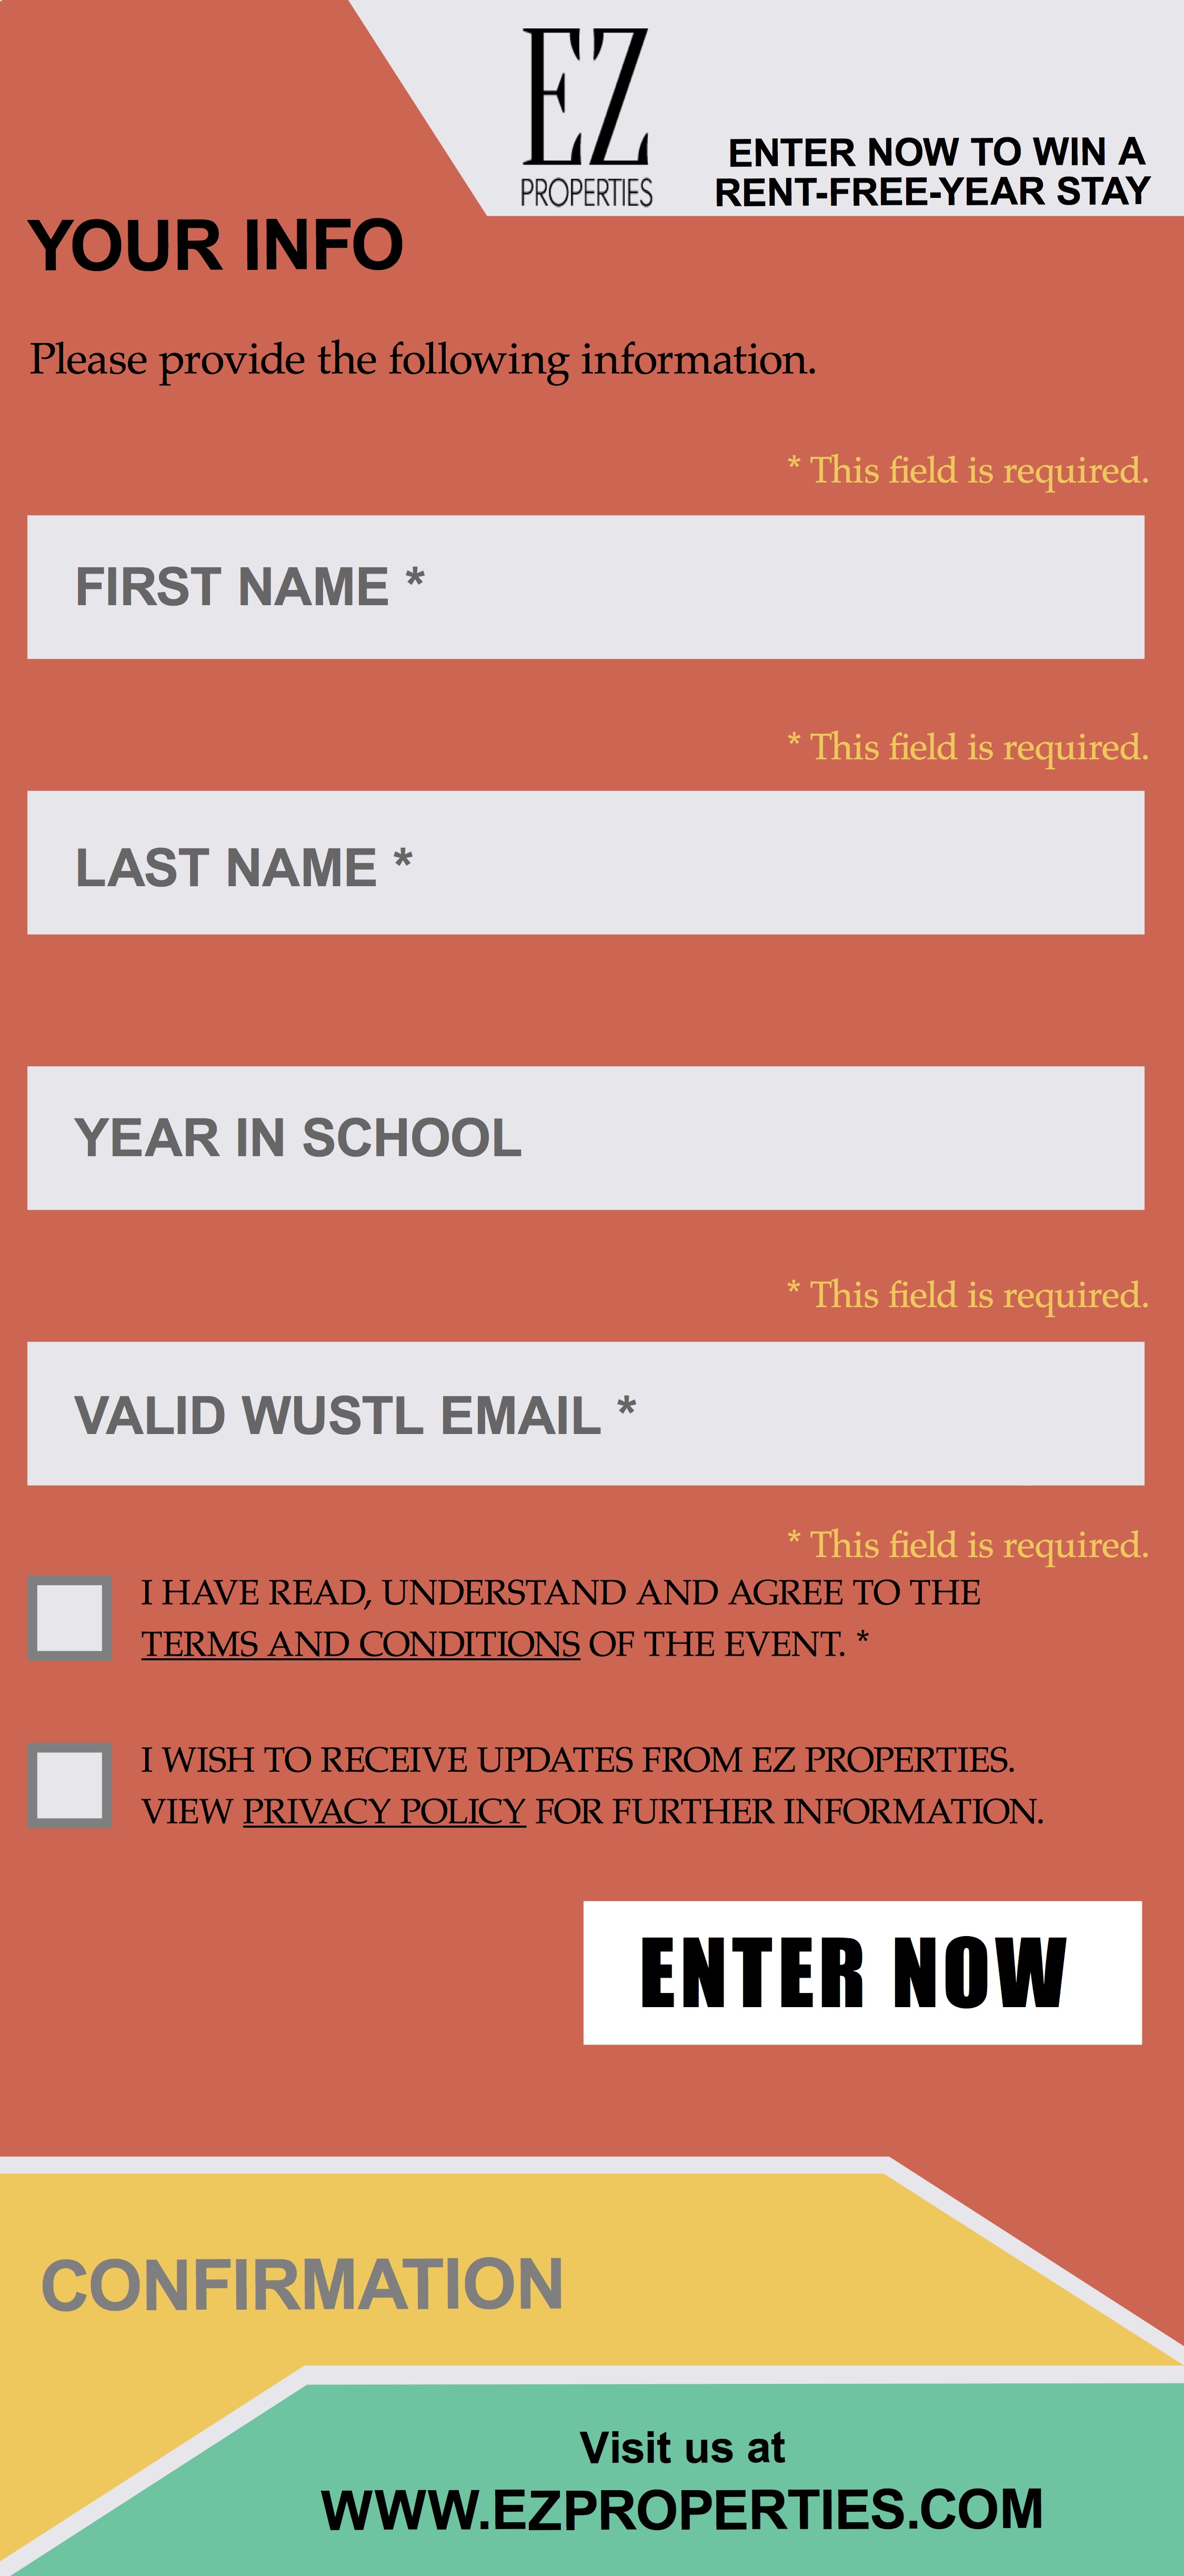 EZ
PROPERTIES
ENTER NOW TO WIN A
RENT-FREE-YEAR STAY
YOUR INFO
Please provide the following information.
* This field is required.
FIRST NAME *
* This field is required.
LAST NAME *
YEAR IN SCHOOL
* This field is required.
VALID WUSTL EMAIL *
* This field is required.
I HAVE READ, UNDERSTAND AND AGREE TO THE
TERMS AND CONDITIONS OF THE EVENT. *
I WISH TO RECEIVE UPDATES FROM EZ PROPERTIES.
VIEW PRIVACY POLICY FOR FURTHER INFORMATION.
ENTER NOW
CONFIRMATION
Visit us at
WWW.EZPROPERTIES.COM